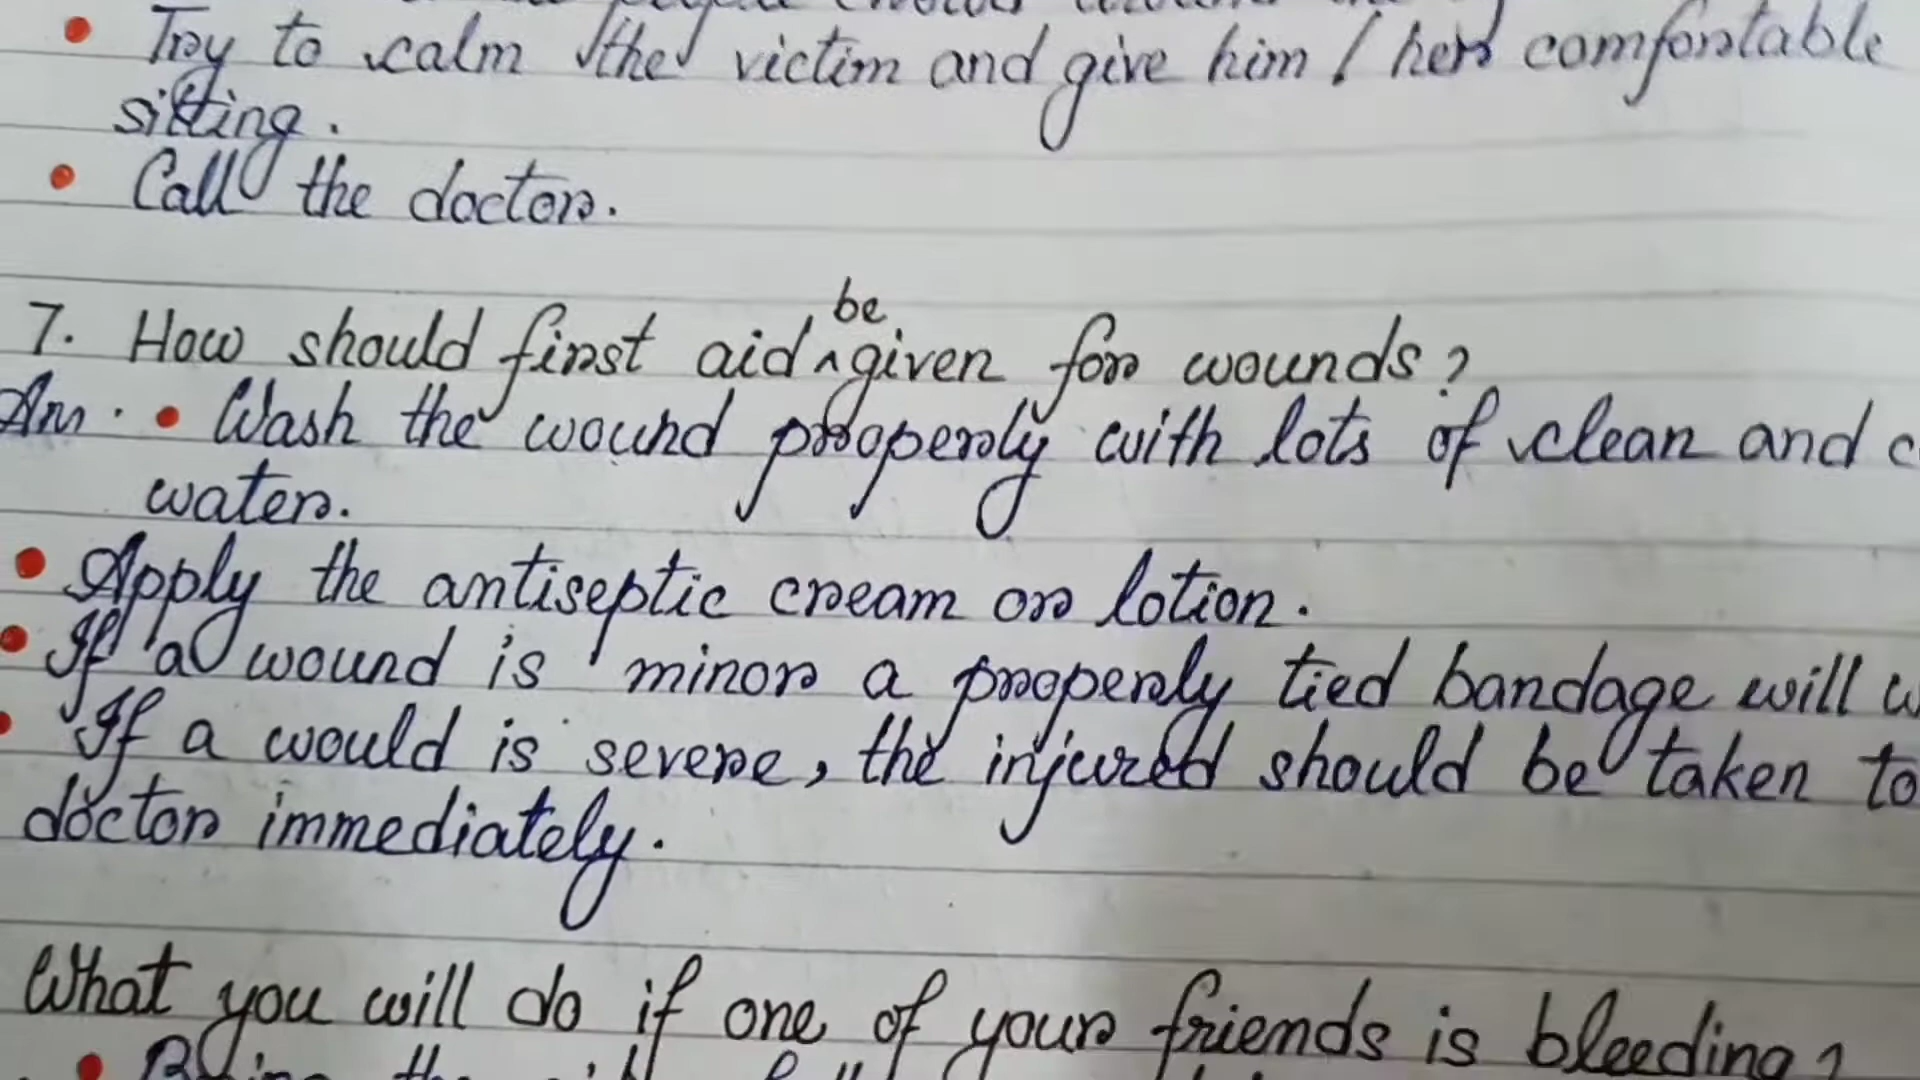 • Try to calm the victim and give him / her comfortable
sitting.
• Call the doctor.
7. How should first aid ^be given for wounds?
Ans. • Wash the wound properly with lots of clean and
water.
• Apply the antiseptic cream or lotion.
• If a wound is minor a properly tied bandage will
• If a would is severe, the injured should be taken to
doctor immediately.
What you will do if one of your friends is bleeding?